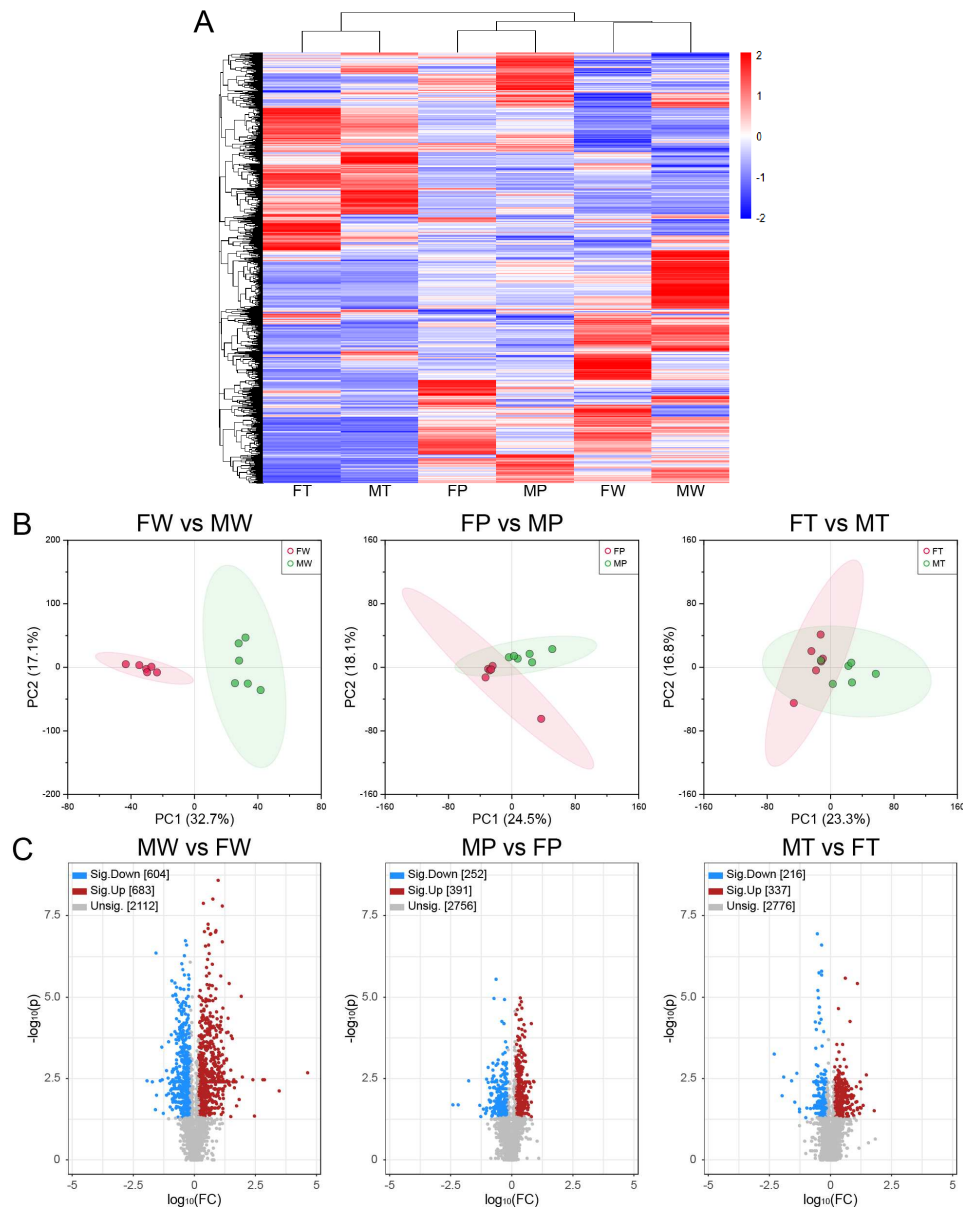 A
2
1
0
-1
-2
FT MT FP MP FW MW
B
FW vs MW FP vs MP FT vs MT
200
100
0
-100
-200
PC2 (17.1%)
-80 -40 0 40 80
PC1 (32.7%)
FW
MW
160
80
0
-80
-160
PC2 (18.1%)
-160 -80 0 80 160
PC1 (24.5%)
FP
MP
160
80
0
-80
-160
PC2 (16.8%)
-160 -80 0 80 160
PC1 (23.3%)
FT
MT
C
MW vs FW MP vs FP MT vs FT
Sig.Down [604]
Sig.Up [683]
Unsig. [2112]
7.5
5.0
2.5
0
-log₁₀(p)
-5 -2.5 0 2.5 5
log₁₀(FC)
Sig.Down [252]
Sig.Up [391]
Unsig. [2756]
7.5
5.0
2.5
0
-log₁₀(p)
-5 -2.5 0 2.5 5
log₁₀(FC)
Sig.Down [216]
Sig.Up [337]
Unsig. [2776]
7.5
5.0
2.5
0
-log₁₀(p)
-5 -2.5 0 2.5 5
log₁₀(FC)